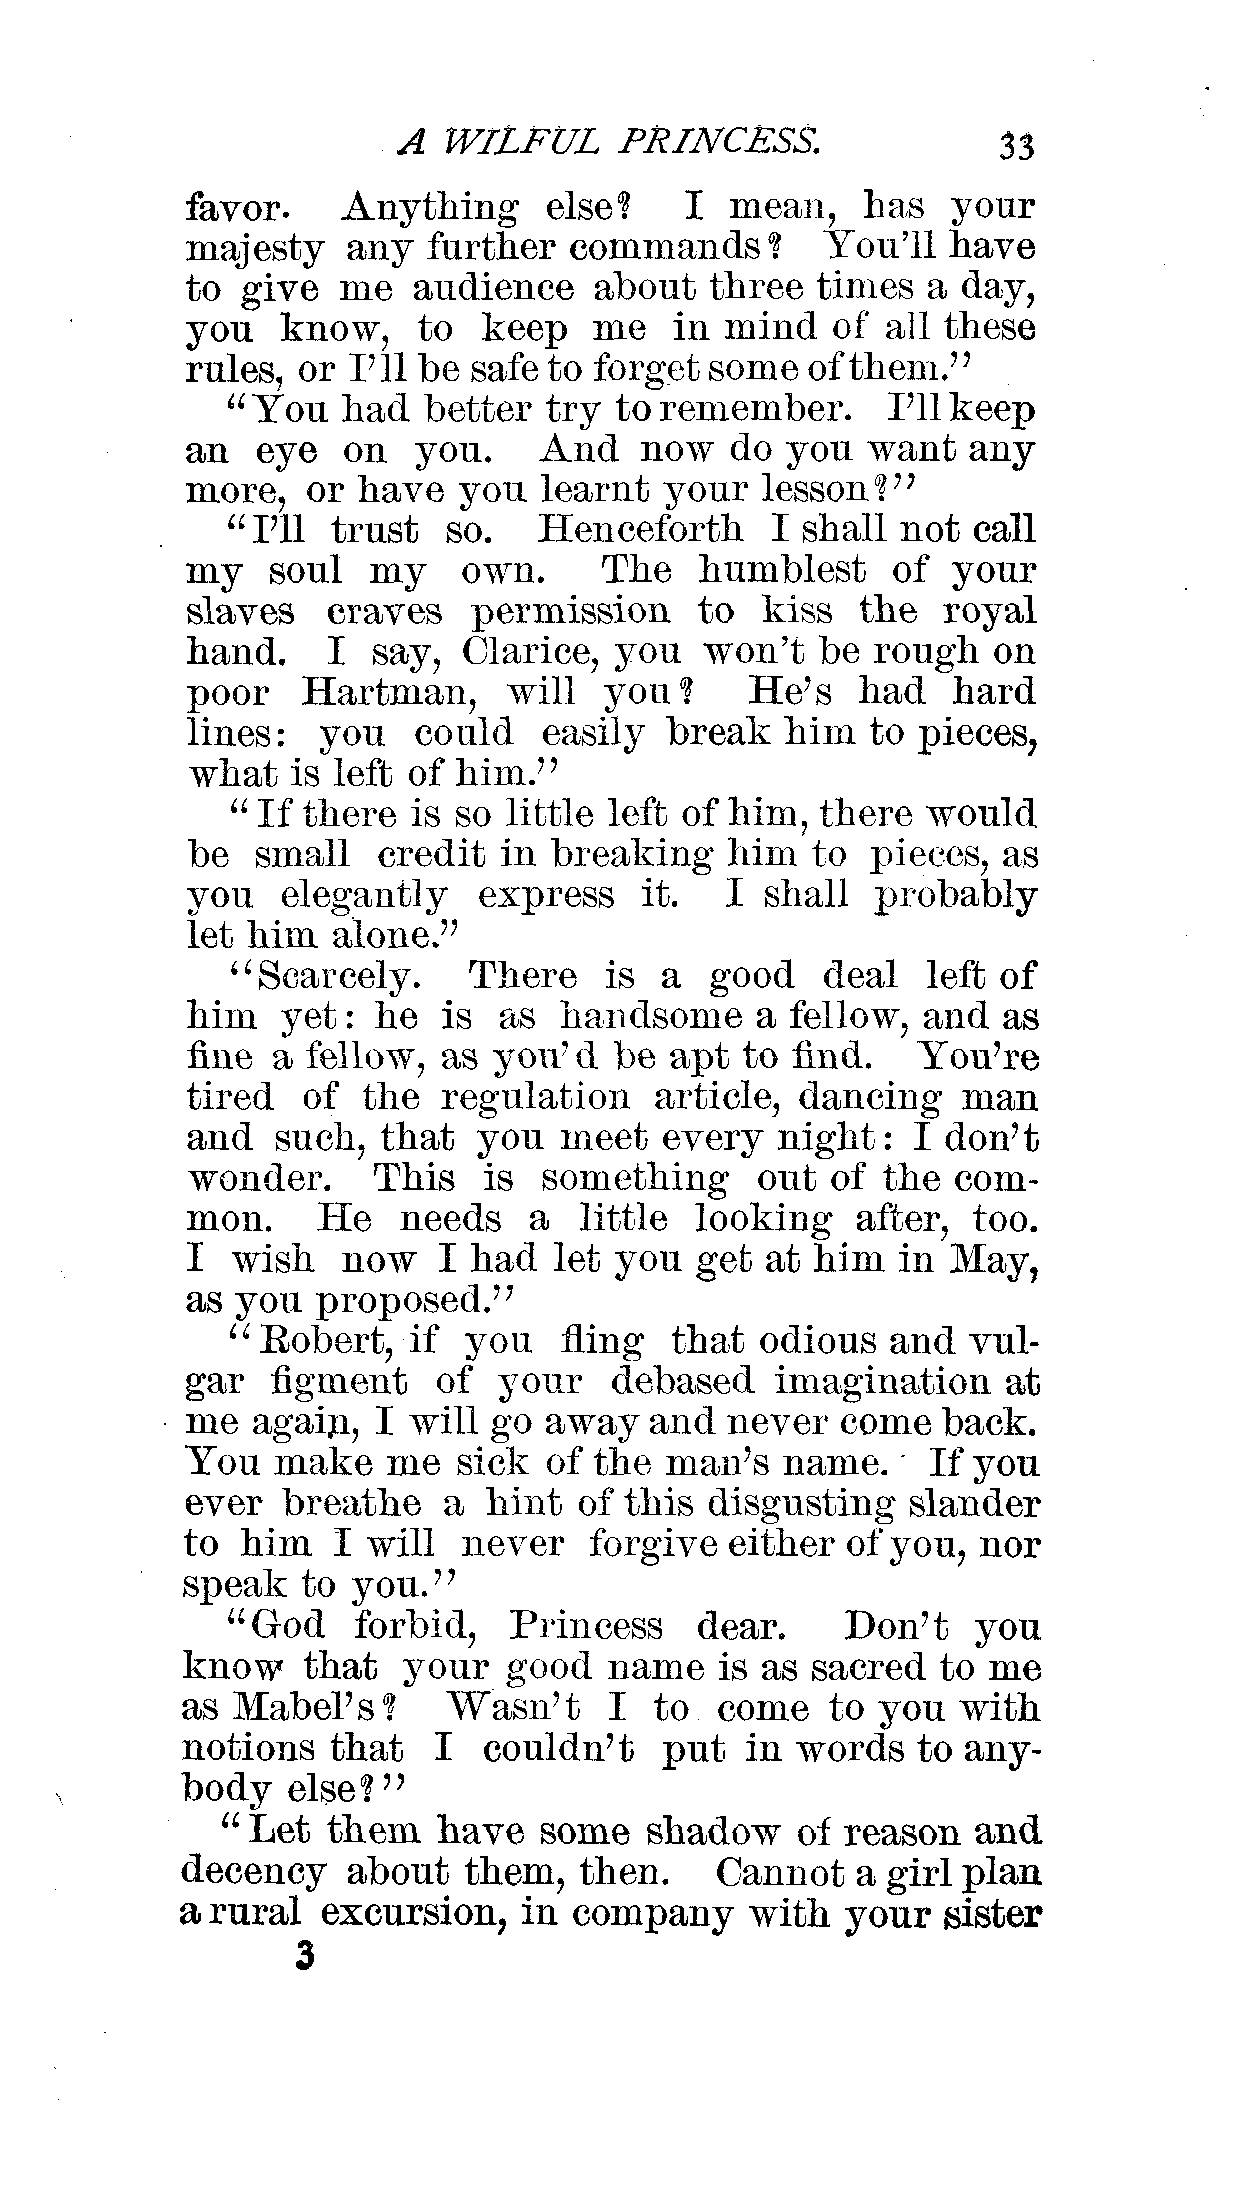 A WILFUL PRINCESS. 33
favor. Anything else? I mean, has your
majesty any further commands? You'll have
to give me audience about three times a day,
you know, to keep me in mind of all these
rules, or I'll be safe to forget some of them."
"You had better try to remember. I'll keep
an eye on you. And now do you want any
more, or have you learnt your lesson?"
"I'll trust so. Henceforth I shall not call
my soul my own. The humblest of your
slaves craves permission to kiss the royal
hand. I say, Clarice, you won't be rough on
poor Hartman, will you? He's had hard
lines: you could easily break him to pieces,
what is left of him."
"If there is so little left of him, there would
be small credit in breaking him to pieces, as
you elegantly express it. I shall probably
let him alone."
"Scarcely. There is a good deal left of
him yet: he is as handsome a fellow, and as
fine a fellow, as you'd be apt to find. You're
tired of the regulation article, dancing man
and such, that you meet every night: I don't
wonder. This is something out of the com-
mon. He needs a little looking after, too.
I wish now I had let you get at him in May,
as you proposed."
"Robert, if you fling that odious and vul-
gar figment of your debased imagination at
me again, I will go away and never come back.
You make me sick of the man's name. If you
ever breathe a hint of this disgusting slander
to him I will never forgive either of you, nor
speak to you."
"God forbid, Princess dear. Don't you
know that your good name is as sacred to me
as Mabel's? Wasn't I to come to you with
notions that I couldn't put in words to any-
body else?"
"Let them have some shadow of reason and
decency about them, then. Cannot a girl plan
a rural excursion, in company with your sister
3